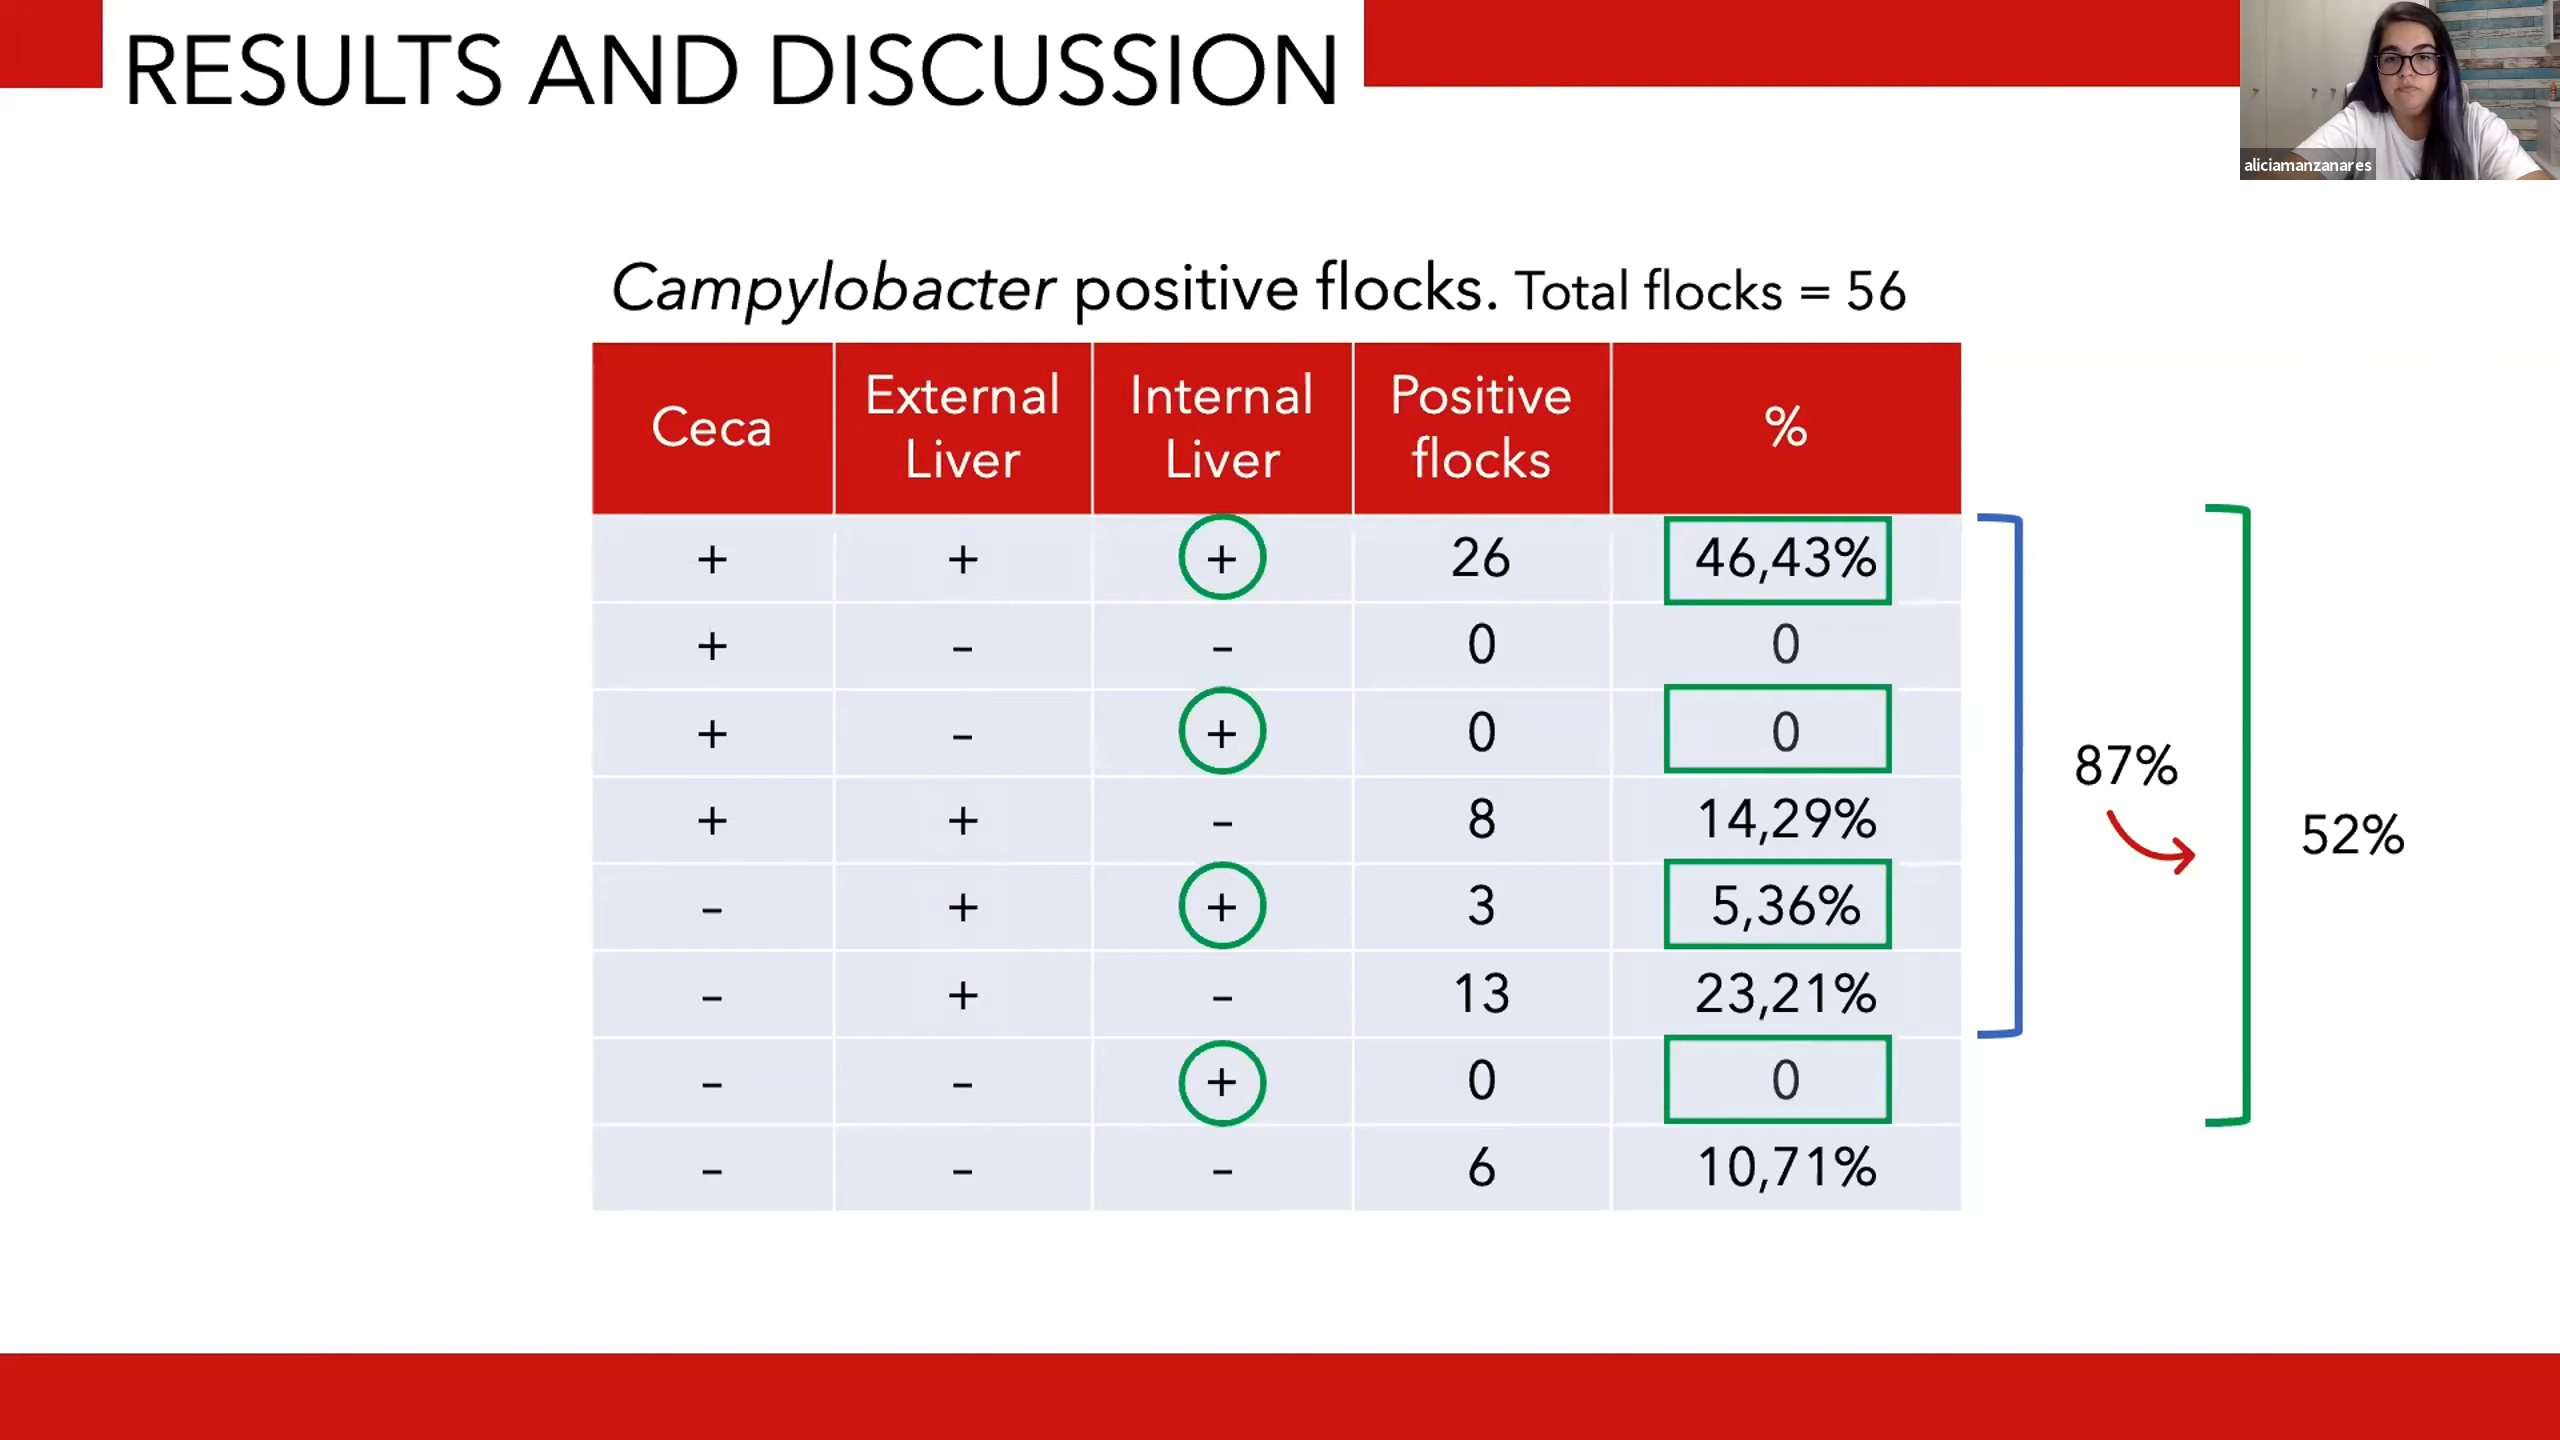 RESULTS AND DISCUSSION
aliciamanzanares
Campylobacter positive flocks. Total flocks = 56
Ceca External Liver Internal Liver Positive flocks %
+ + + 26 46,43%
+ - - 0 0
+ - + 0 0
+ + - 8 14,29%
- + + 3 5,36%
- + - 13 23,21%
- - + 0 0
- - - 6 10,71%
87%
52%